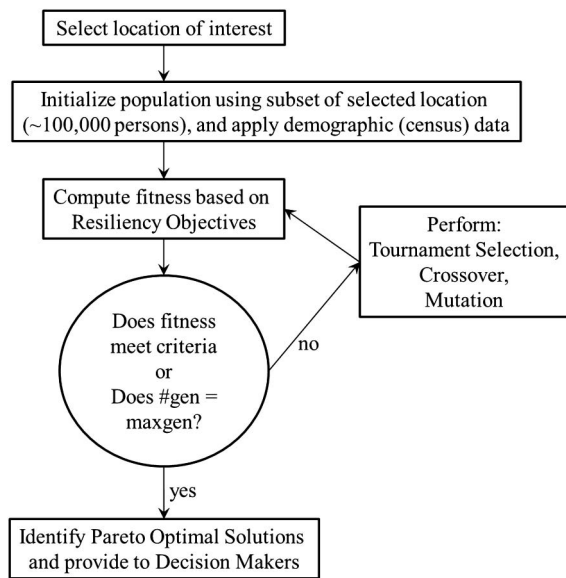 Select location of interest
Initialize population using subset of selected location
(~100,000 persons), and apply demographic (census) data
Compute fitness based on
Resiliency Objectives
Perform:
Tournament Selection,
Crossover,
Mutation
Does fitness
meet criteria
or
Does #gen =
maxgen?
no
yes
Identify Pareto Optimal Solutions
and provide to Decision Makers